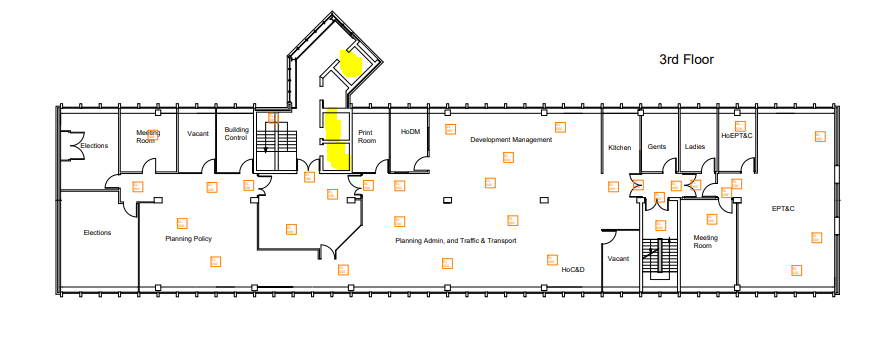 3rd Floor
Elections
Meeting
Room
Vacant
Building
Control
Print
Room
HoDM
Development Management
Kitchen
Gents
Ladies
HoEPT&C
EPT&C
Elections
Planning Policy
Planning Admin, and Traffic & Transport
HoC&D
Vacant
Meeting
Room